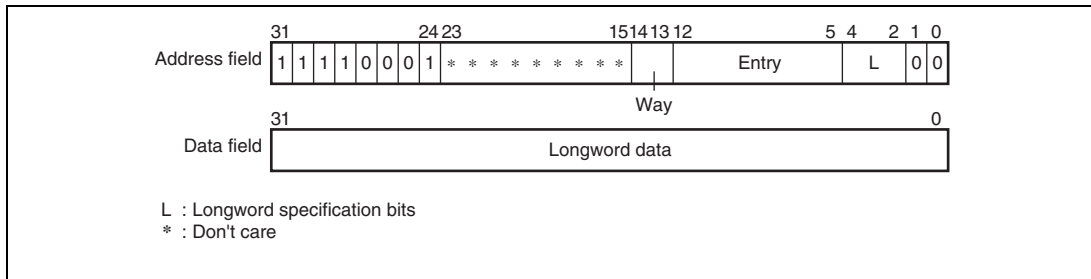 31 24 23 15 14 13 12 5 4 2 1 0
Address field 1 1 1 1 0 0 0 1 * * * * * * * * * Entry L 0 0
Way
31 0
Data field Longword data
L : Longword specification bits
* : Don't care